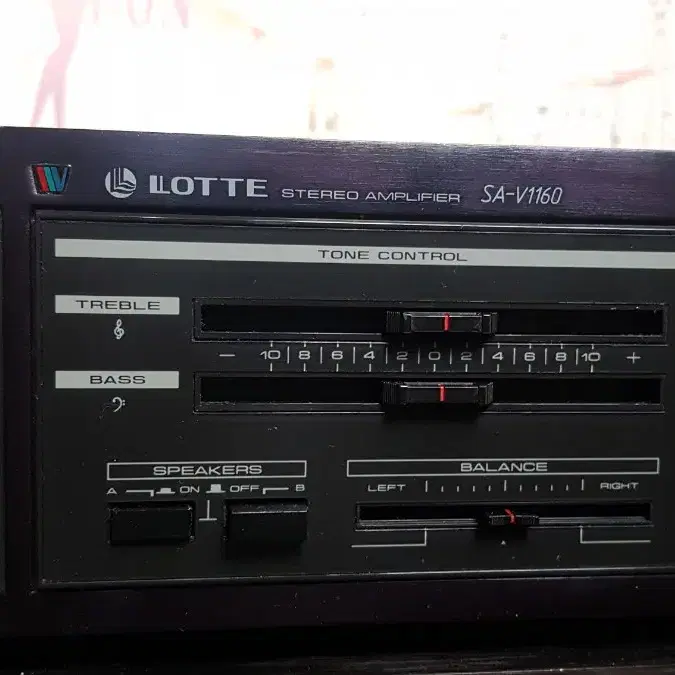 LOTTE STEREO AMPLIFIER SA-V1160
TONE CONTROL
TREBLE
− 10 8 6 4 2 0 2 4 6 8 10 +
BASS
SPEAKERS
A ON OFF B
BALANCE
LEFT RIGHT